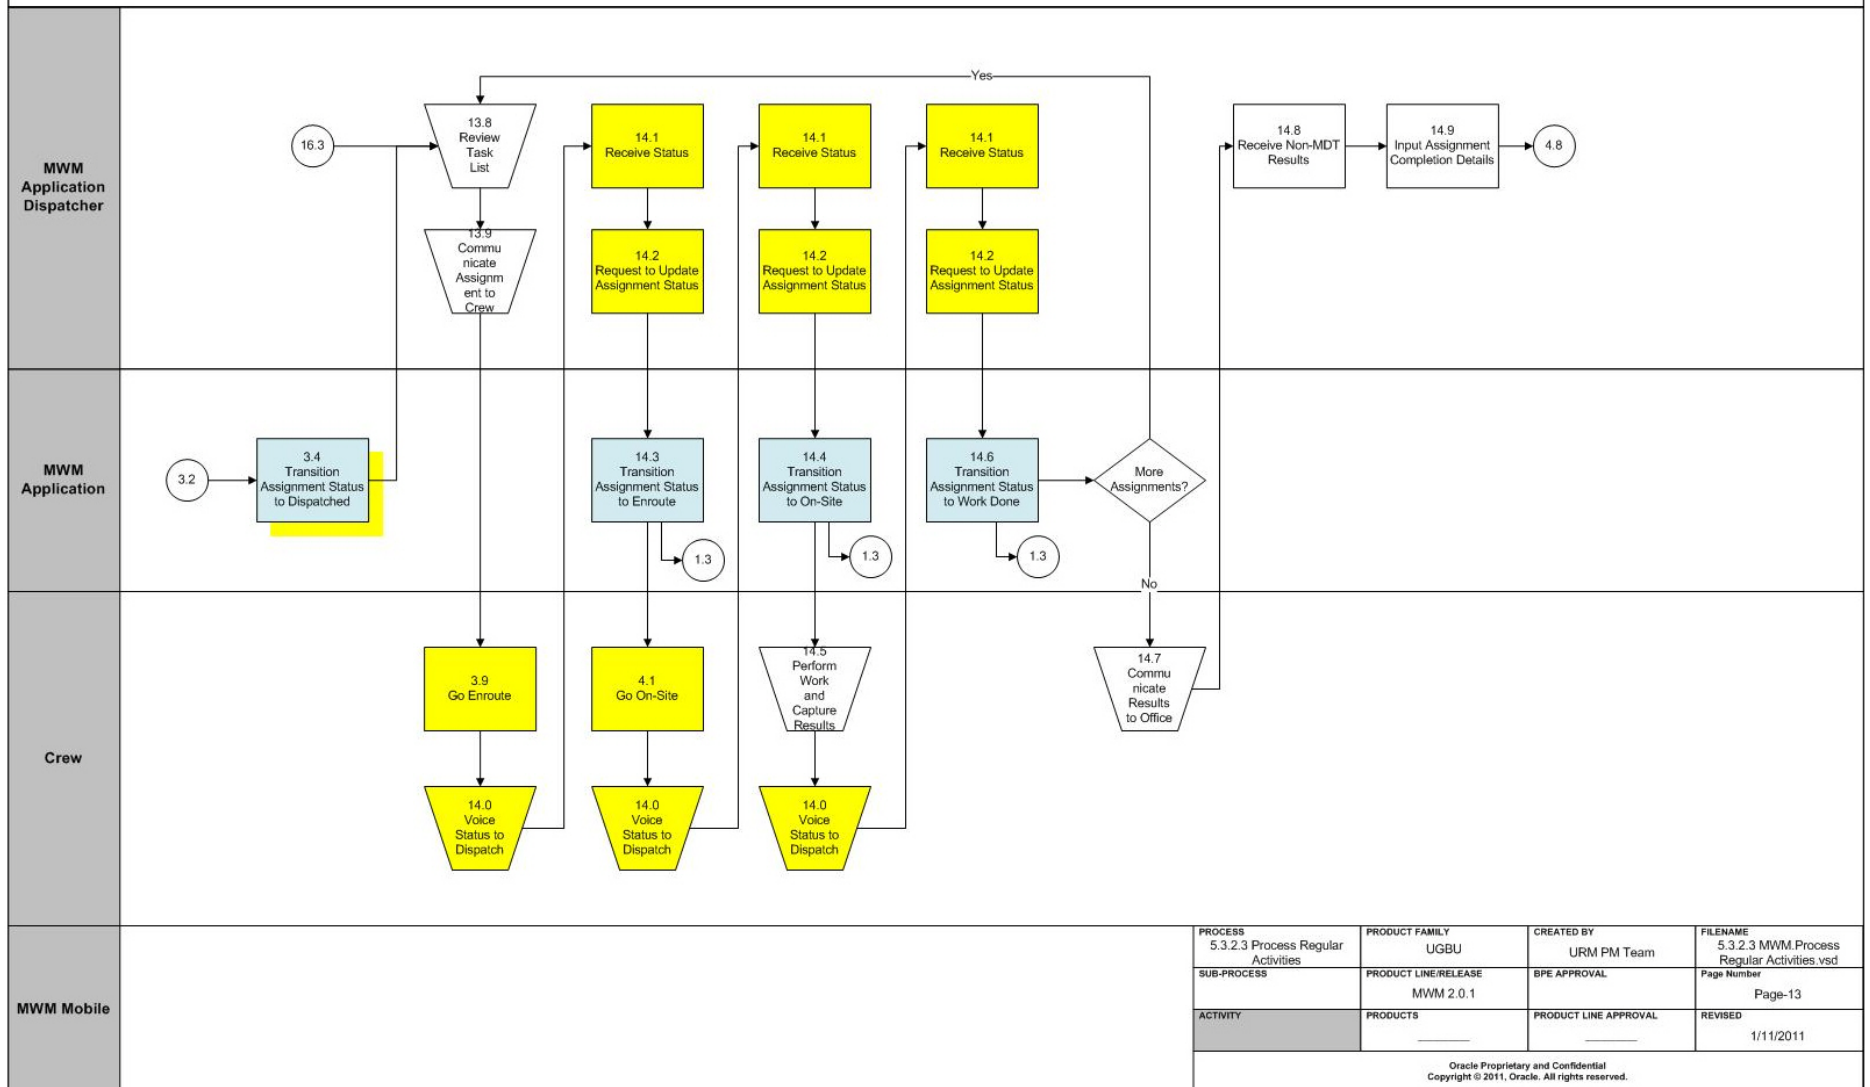 Yes
16.3
13.8
Review
Task
List
14.1
Receive Status
14.1
Receive Status
14.1
Receive Status
14.8
Receive Non-MDT
Results
14.9
Input Assignment
Completion Details
4.8
MWM
Application
Dispatcher
13.9
Commu
nicate
Assignm
ent to
Crew
14.2
Request to Update
Assignment Status
14.2
Request to Update
Assignment Status
14.2
Request to Update
Assignment Status
MWM
Application
3.2
3.4
Transition
Assignment Status
to Dispatched
14.3
Transition
Assignment Status
to Enroute
14.4
Transition
Assignment Status
to On-Site
14.6
Transition
Assignment Status
to Work Done
More
Assignments?
1.3
1.3
1.3
No
Crew
3.9
Go Enroute
4.1
Go On-Site
14.5
Perform
Work
and
Capture
Results
14.7
Commu
nicate
Results
to Office
14.0
Voice
Status to
Dispatch
14.0
Voice
Status to
Dispatch
14.0
Voice
Status to
Dispatch
MWM Mobile
PROCESS
5.3.2.3 Process Regular
Activities
PRODUCT FAMILY
UGBU
CREATED BY
URM PM Team
FILENAME
5.3.2.3 MWM.Process
Regular Activities.vsd
SUB-PROCESS
PRODUCT LINE/RELEASE
MWM 2.0.1
BPE APPROVAL
Page Number
Page-13
ACTIVITY
PRODUCTS
PRODUCT LINE APPROVAL
REVISED
1/11/2011
Oracle Proprietary and Confidential
Copyright © 2011, Oracle. All rights reserved.